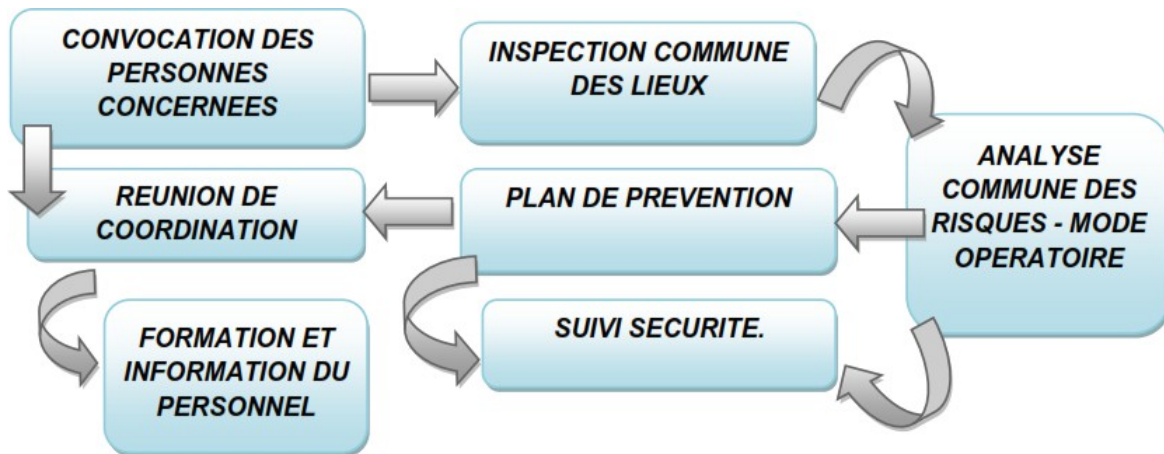 CONVOCATION DES
PERSONNES
CONCERNEES
INSPECTION COMMUNE
DES LIEUX
ANALYSE
COMMUNE DES
RISQUES - MODE
OPERATOIRE
PLAN DE PREVENTION
REUNION DE
COORDINATION
FORMATION ET
INFORMATION DU
PERSONNEL
SUIVI SECURITE.